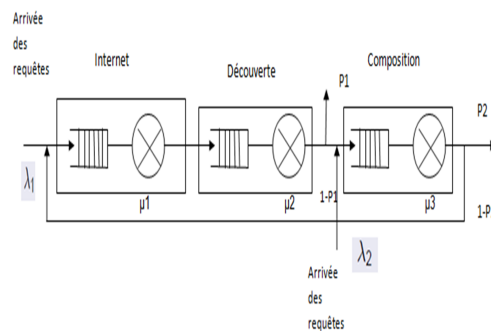 Arrivée
des
requêtes
Internet
Découverte
Composition
P1
P2
λ1
μ1
μ2
1-P1
μ3
1-P
λ2
Arrivée
des
requêtes